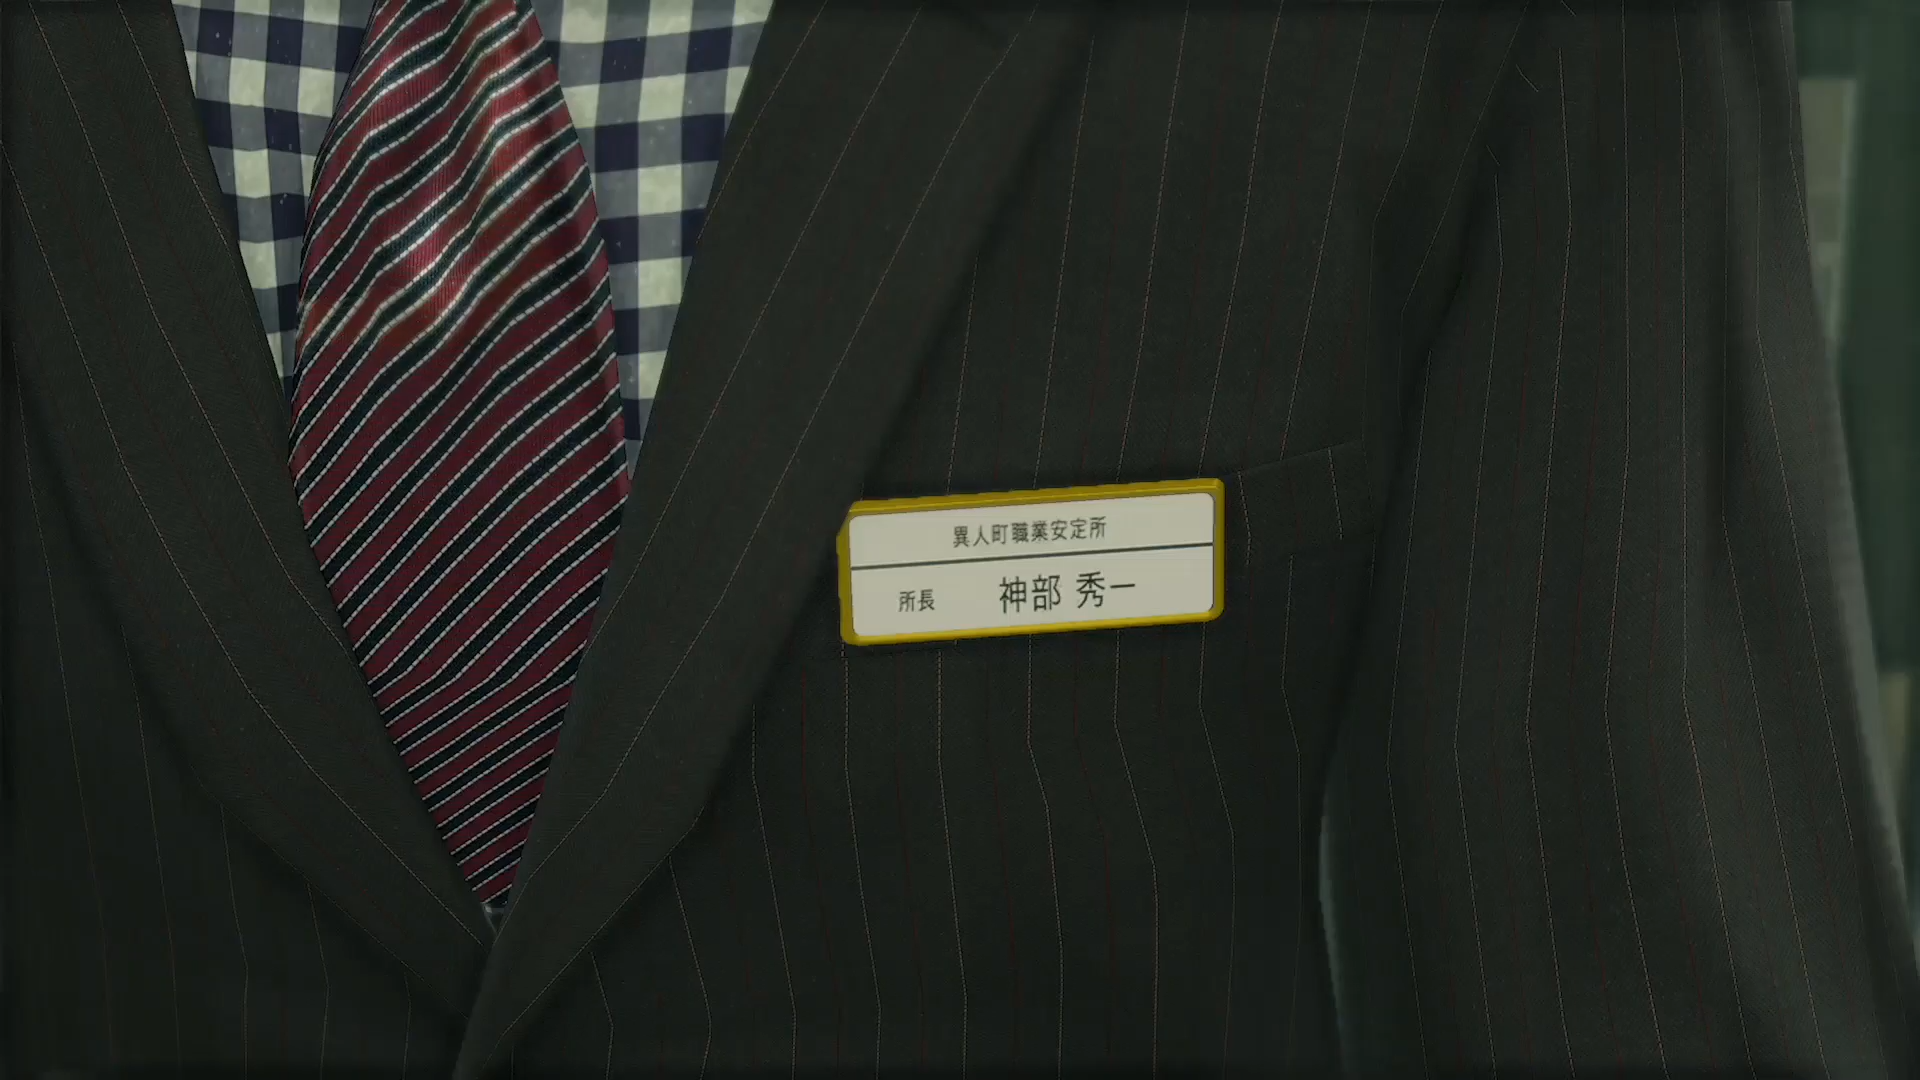 異人町職業安定所
所長 神部 秀一